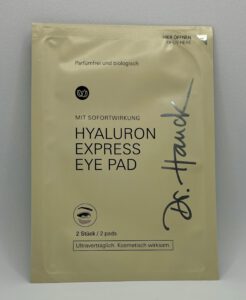 HIER ÖFFNEN
OPEN HERE
Parfümfrei und biologisch
MIT SOFORTWIRKUNG
HYALURON
EXPRESS
EYE PAD
Dr. Hauck
2 Stück / 2 pads
Ultraverträglich. Kosmetisch wirksam.